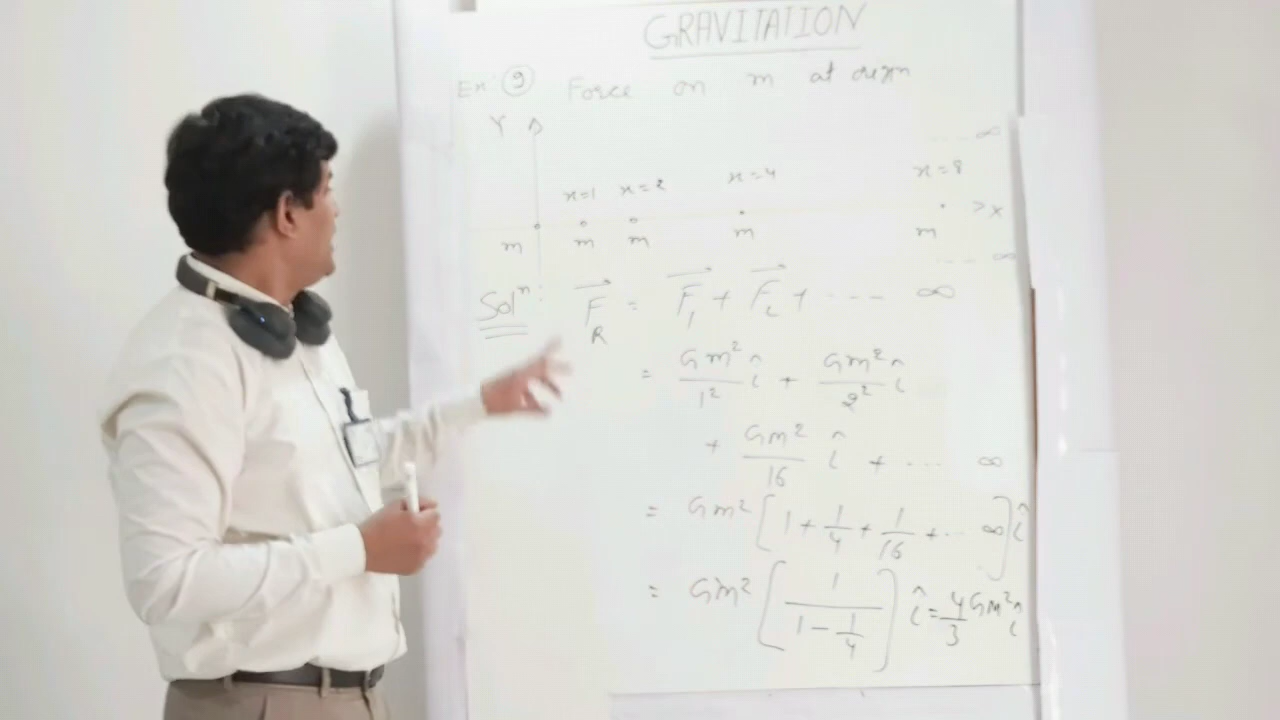 GRAVITATION
Ex: 9 Force on m at origin
Y
---- ∞
x=1 x=2 x=4 x=8
> x
m m m m m
---- ∞
Solⁿ: F⃗_R = F⃗₁ + F⃗₂ + ---- ∞
= Gm²/1² î + Gm²/2² î
+ Gm²/16 î + ... ∞
= Gm² [1 + 1/4 + 1/16 + ... ∞] î
= Gm² [1/(1 - 1/4)] î = 4/3 Gm² î